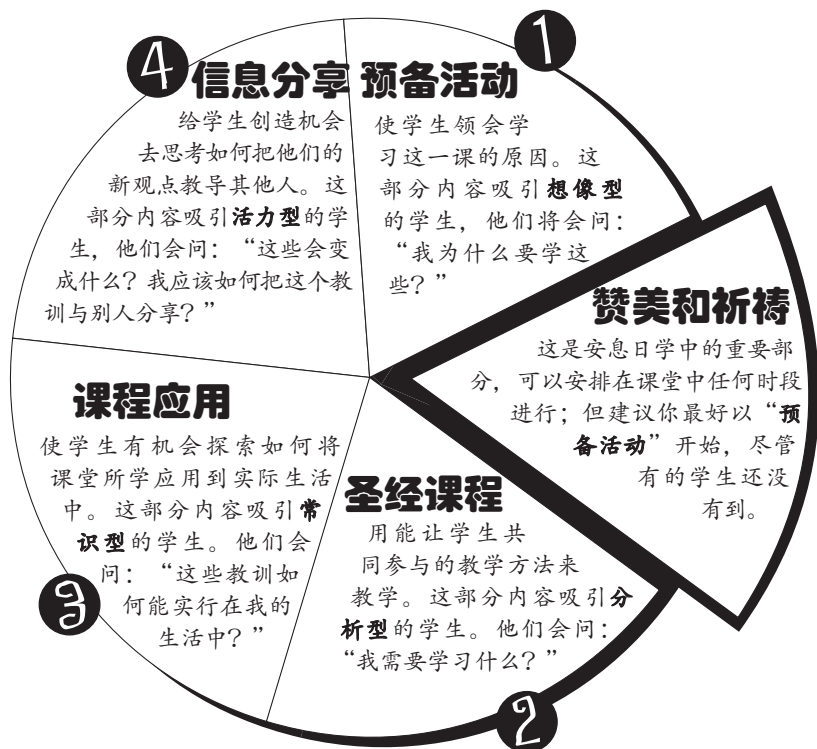 1
预备活动
使学生领会学
习这一课的原因。这
部分内容吸引想像型
的学生，他们将会问：
“我为什么要学这
些？”
赞美和祈祷
这是安息日学中的重要部
分，可以安排在课堂中任何时段
进行；但建议你最好以“预
备活动”开始，尽管
有的学生还没
有到。
圣经课程
用能让学生共
同参与的教学方法来
教学。这部分内容吸引分
析型的学生。他们会问：
“我需要学习什么？”
2
课程应用
使学生有机会探索如何将
课堂所学应用到实际生活
中。这部分内容吸引常
识型的学生。他们会
问：“这些教训如
何能实行在我的
生活中？”
3
4
信息分享
给学生创造机会
去思考如何把他们的
新观点教导其他人。这
部分内容吸引活力型的学
生，他们会问：“这些会变
成什么？我应该如何把这个教
训与别人分享？”